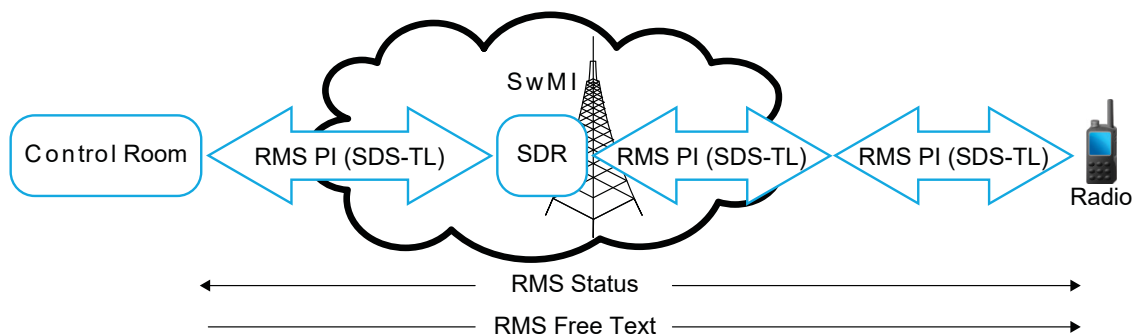 SwMI
Control Room
RMS PI (SDS-TL)
SDR
RMS PI (SDS-TL)
RMS PI (SDS-TL)
Radio
RMS Status
RMS Free Text